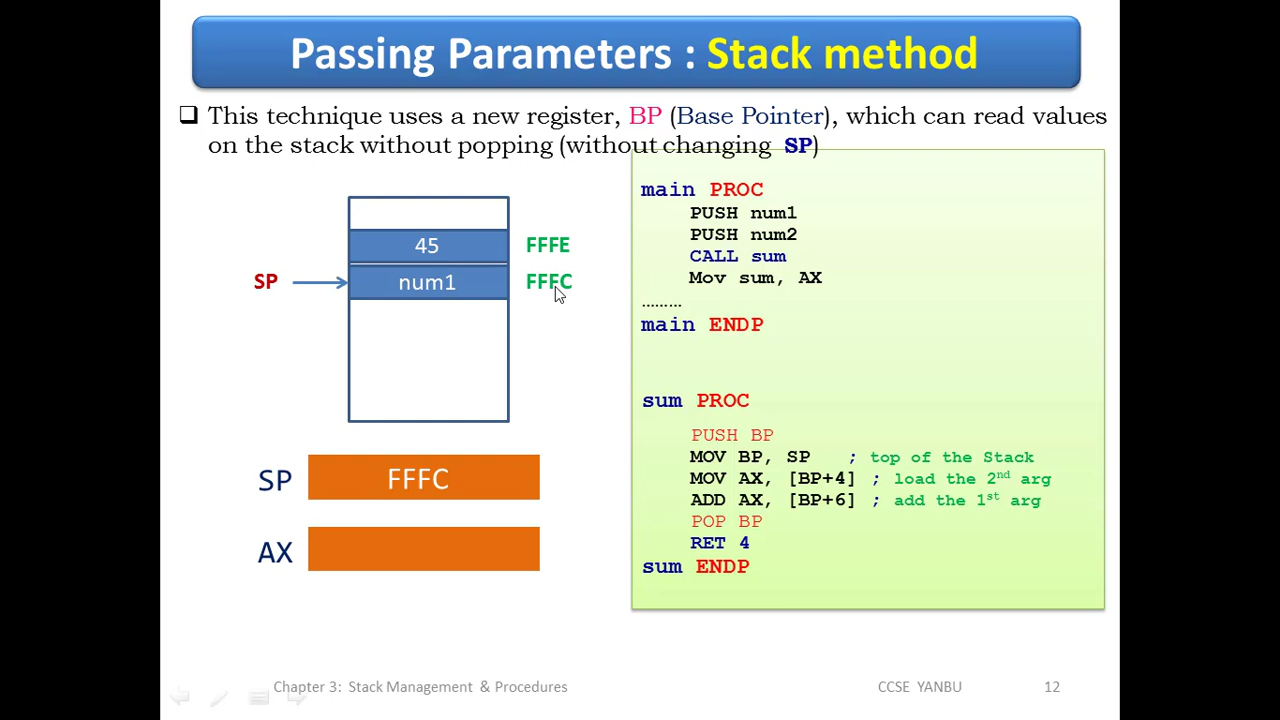 Passing Parameters : Stack method
❑ This technique uses a new register, BP (Base Pointer), which can read values
on the stack without popping (without changing SP)
45 FFFE
SP num1 FFFC
SP FFFC
AX
main PROC
PUSH num1
PUSH num2
CALL sum
Mov sum, AX
.........
main ENDP
sum PROC
PUSH BP
MOV BP, SP ; top of the Stack
MOV AX, [BP+4] ; load the 2nd arg
ADD AX, [BP+6] ; add the 1st arg
POP BP
RET 4
sum ENDP
Chapter 3: Stack Management & Procedures CCSE YANBU 12